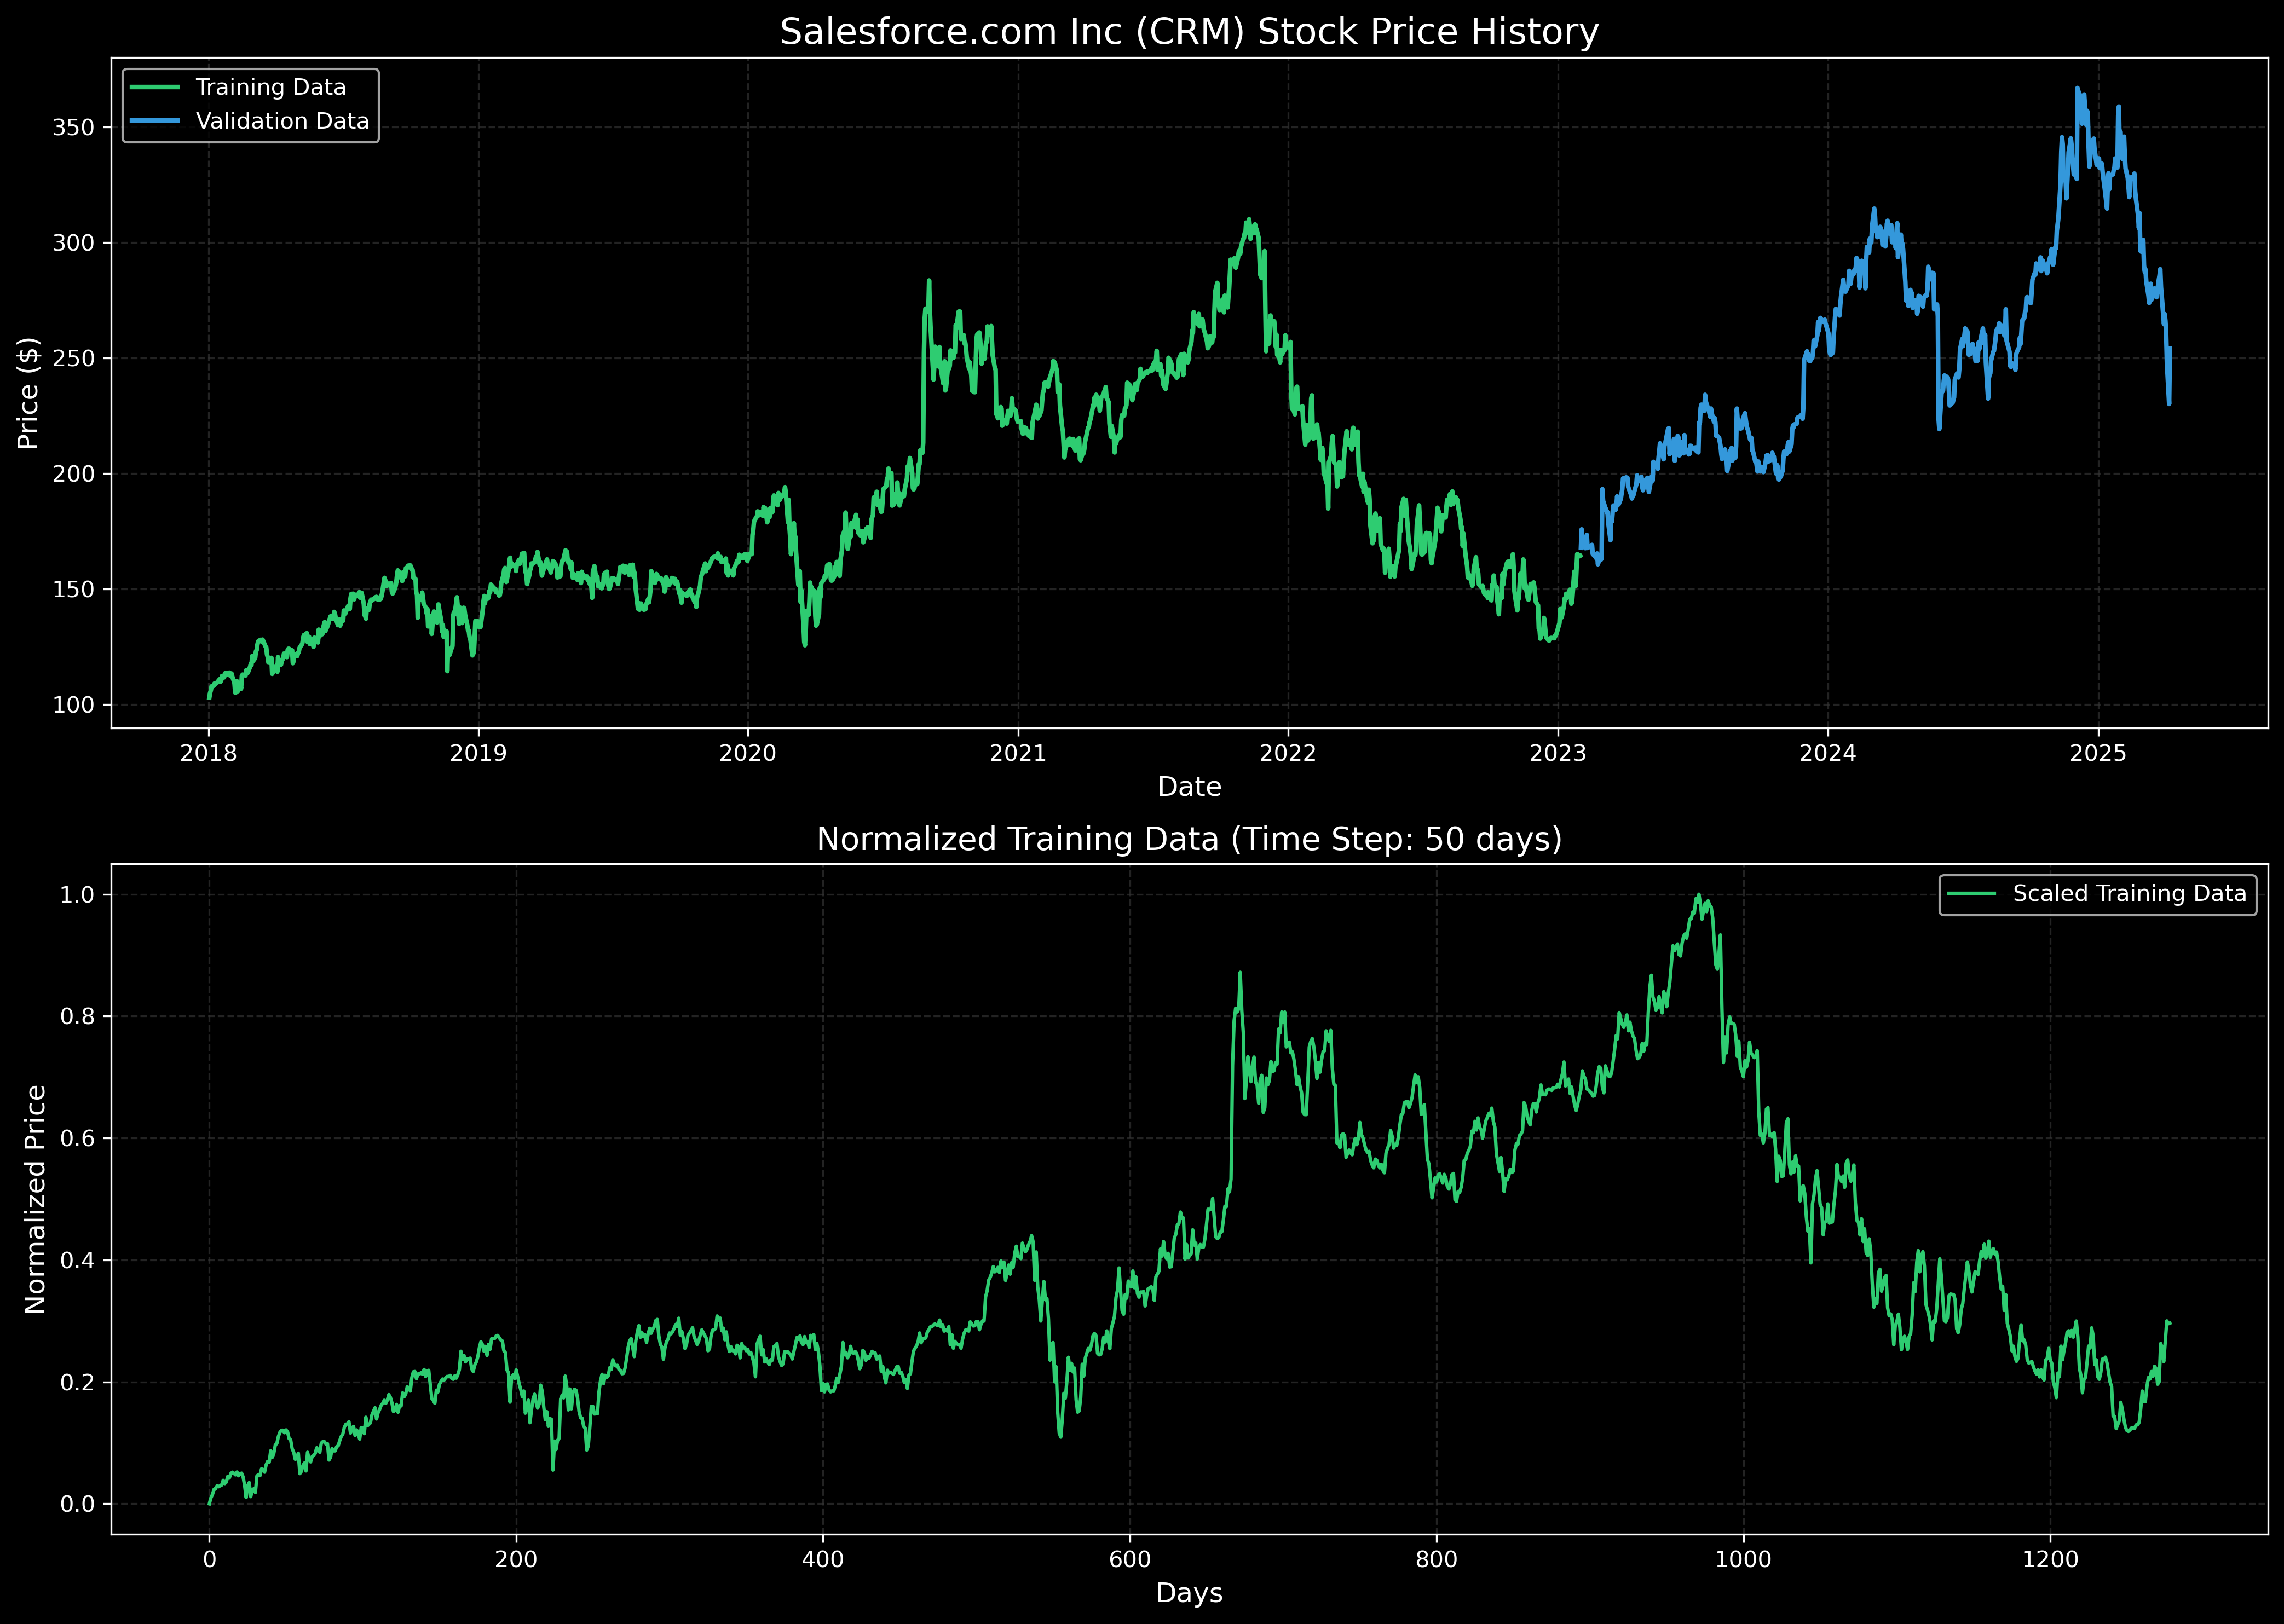 Salesforce.com Inc (CRM) Stock Price History
Training Data
Validation Data
Price ($)
350
300
250
200
150
100
2018 2019 2020 2021 2022 2023 2024 2025
Date
Normalized Training Data (Time Step: 50 days)
Scaled Training Data
Normalized Price
1.0
0.8
0.6
0.4
0.2
0.0
0 200 400 600 800 1000 1200
Days